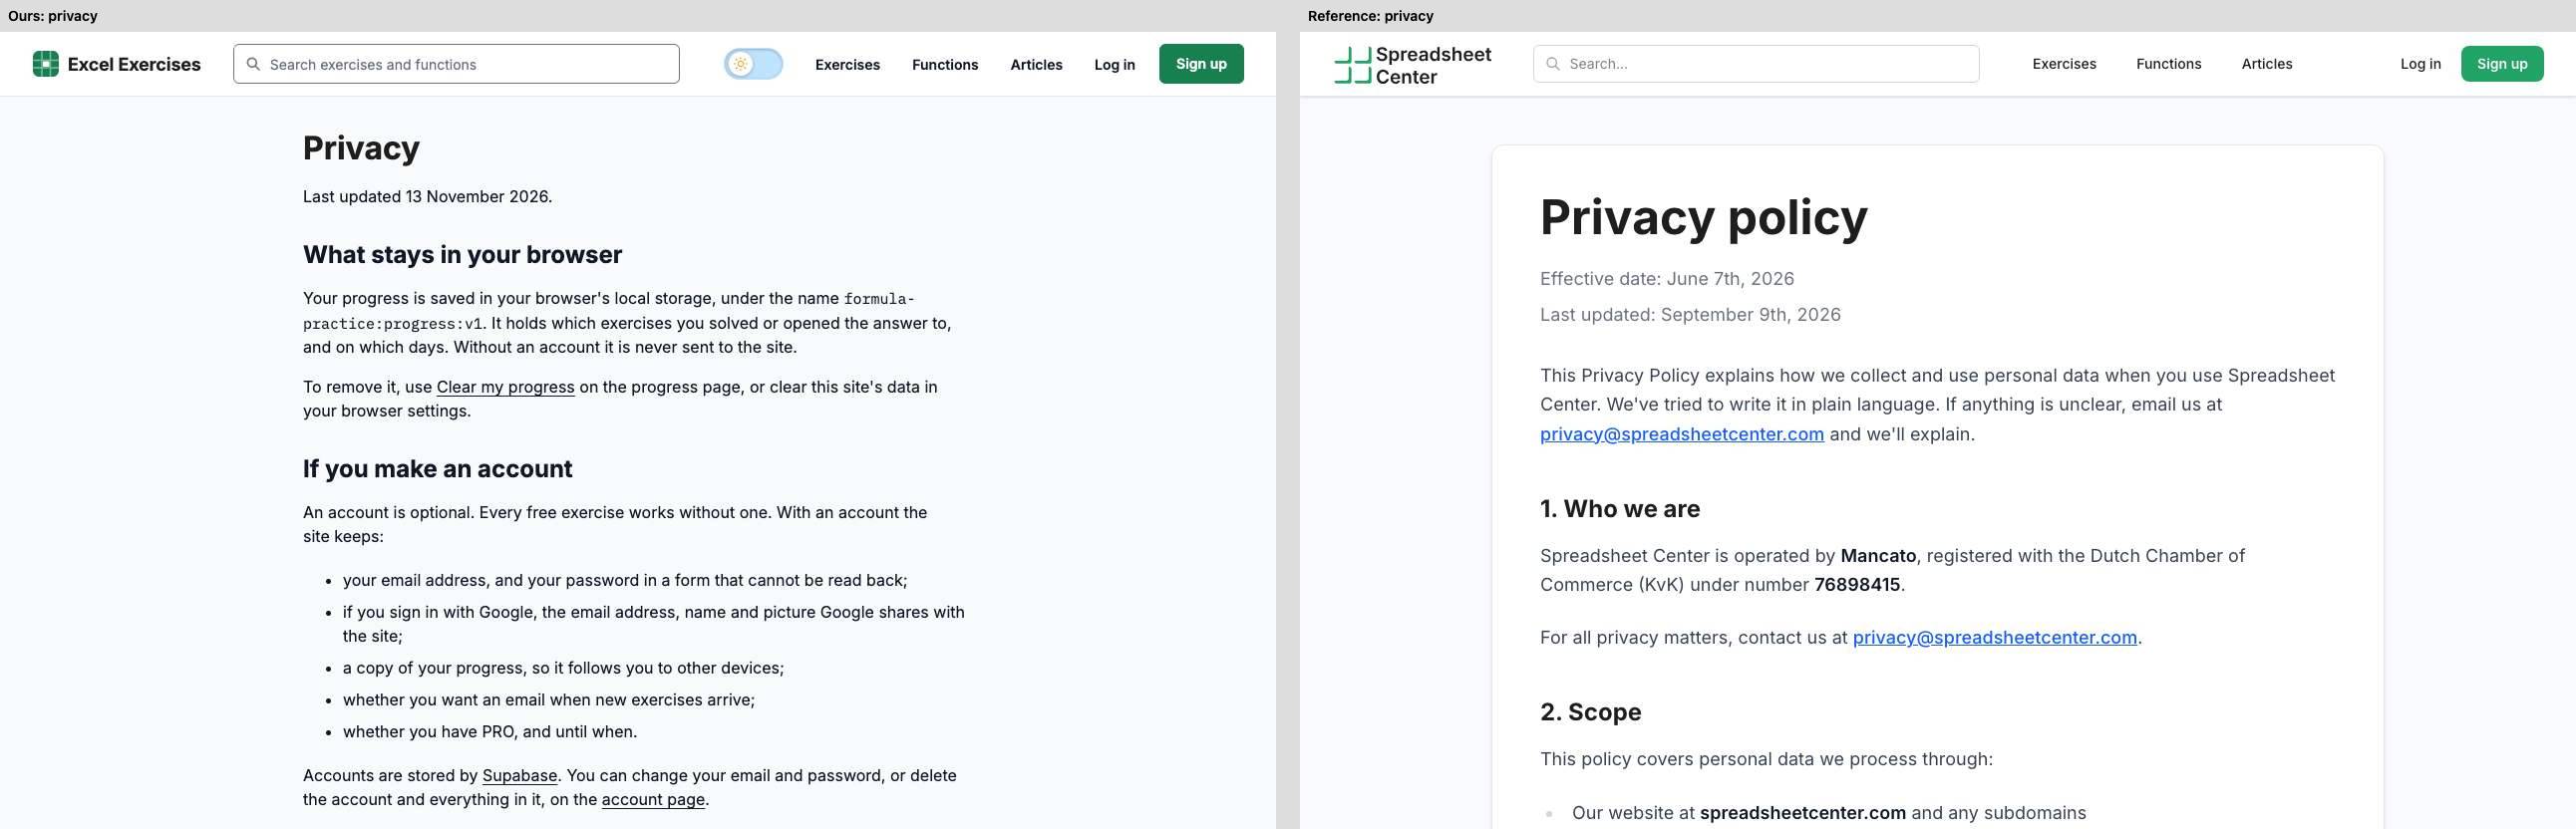 Ours: privacy
Excel Exercises
Search exercises and functions
Exercises
Functions
Articles
Log in
Sign up
Privacy
Last updated 13 November 2026.
What stays in your browser
Your progress is saved in your browser's local storage, under the name formula-
practice:progress:v1. It holds which exercises you solved or opened the answer to,
and on which days. Without an account it is never sent to the site.
To remove it, use Clear my progress on the progress page, or clear this site's data in
your browser settings.
If you make an account
An account is optional. Every free exercise works without one. With an account the
site keeps:
• your email address, and your password in a form that cannot be read back;
• if you sign in with Google, the email address, name and picture Google shares with
the site;
• a copy of your progress, so it follows you to other devices;
• whether you want an email when new exercises arrive;
• whether you have PRO, and until when.
Accounts are stored by Supabase. You can change your email and password, or delete
the account and everything in it, on the account page.
Reference: privacy
Spreadsheet
Center
Search...
Exercises
Functions
Articles
Log in
Sign up
Privacy policy
Effective date: June 7th, 2026
Last updated: September 9th, 2026
This Privacy Policy explains how we collect and use personal data when you use Spreadsheet
Center. We've tried to write it in plain language. If anything is unclear, email us at
privacy@spreadsheetcenter.com and we'll explain.
1. Who we are
Spreadsheet Center is operated by Mancato, registered with the Dutch Chamber of
Commerce (KvK) under number 76898415.
For all privacy matters, contact us at privacy@spreadsheetcenter.com.
2. Scope
This policy covers personal data we process through:
• Our website at spreadsheetcenter.com and any subdomains